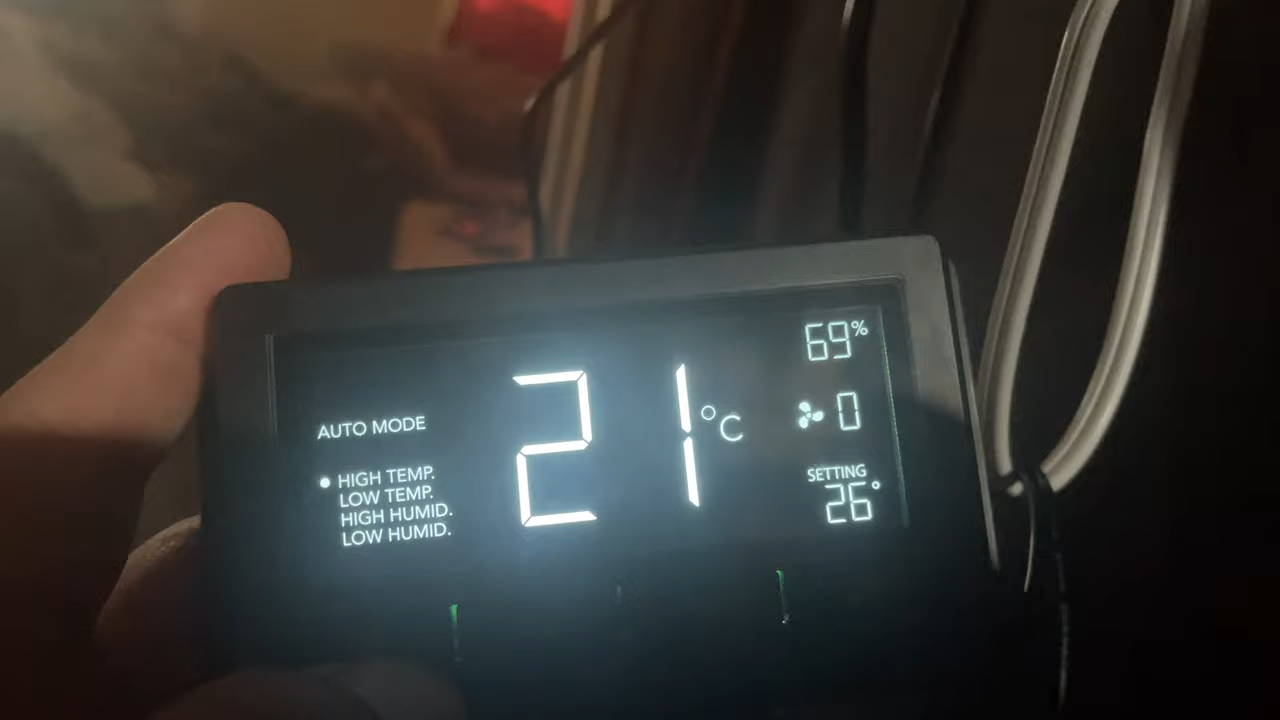 69%
AUTO MODE
21°C
0
HIGH TEMP.
LOW TEMP.
HIGH HUMID.
LOW HUMID.
SETTING
26°